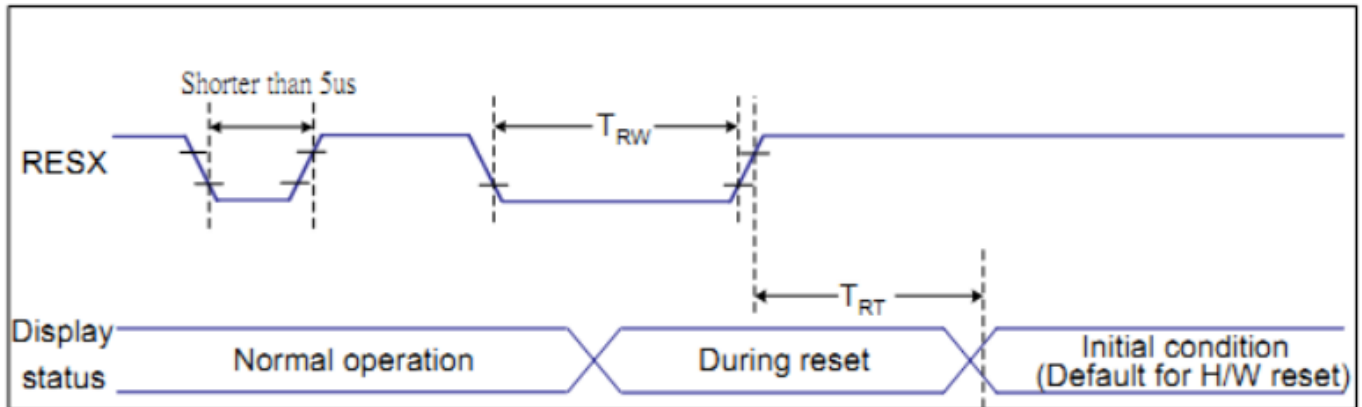 Shorter than 5us
RESX
TRW
TRT
Display status
Normal operation
During reset
Initial condition
(Default for H/W reset)